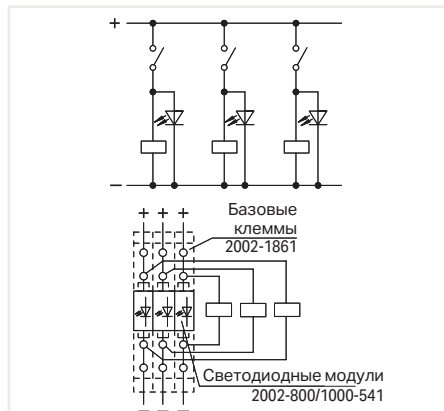 +
−
+ + +
Базовые
клеммы
2002-1861
Светодиодные модули
2002-800/1000-541
− − −